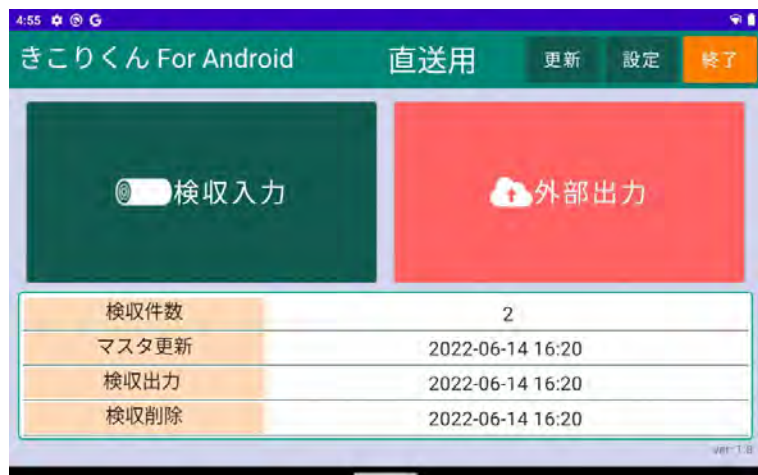 4:55 G
きこりくん For Android 直送用 更新 設定 終了
検収入力 外部出力
検収件数 2
マスタ更新 2022-06-14 16:20
検収出力 2022-06-14 16:20
検収削除 2022-06-14 16:20
ver: 1.8